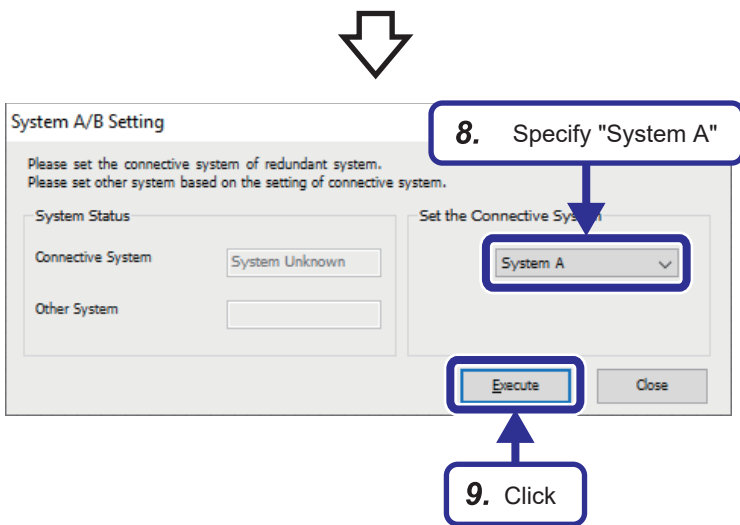 System A/B Setting
8. Specify "System A"
Please set the connective system of redundant system.
Please set other system based on the setting of connective system.
System Status
Set the Connective System
Connective System
System Unknown
System A
Other System
Execute
Close
9. Click